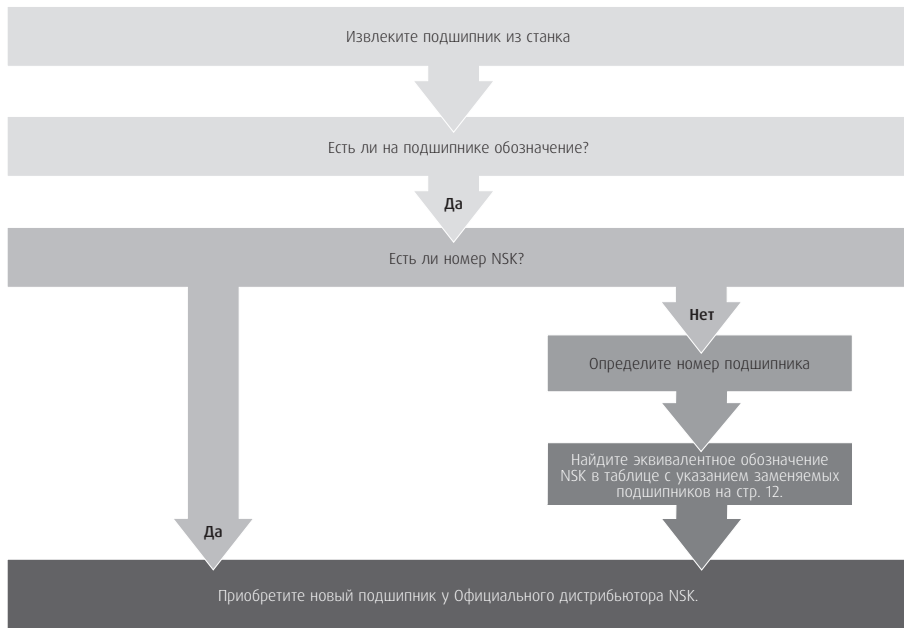 Извлеките подшипник из станка
Есть ли на подшипнике обозначение?
Да
Есть ли номер NSK?
Нет
Определите номер подшипника
Найдите эквивалентное обозначение
NSK в таблице с указанием заменяемых
подшипников на стр. 12.
Да
Приобретите новый подшипник у Официального дистрибьютора NSK.